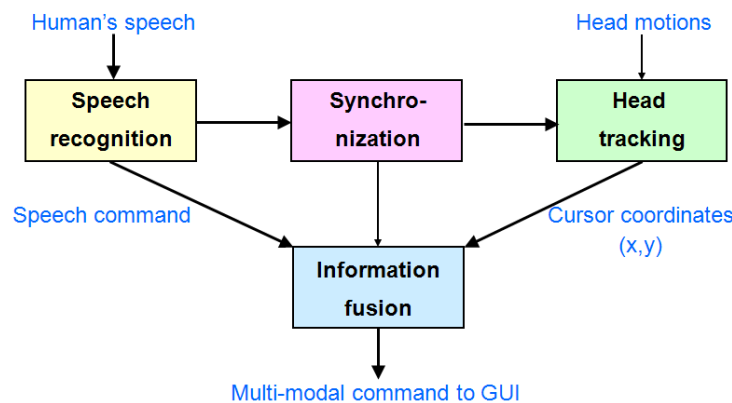 Human's speech
Head motions
Speech
recognition
Synchro-
nization
Head
tracking
Speech command
Cursor coordinates
(x,y)
Information
fusion
Multi-modal command to GUI